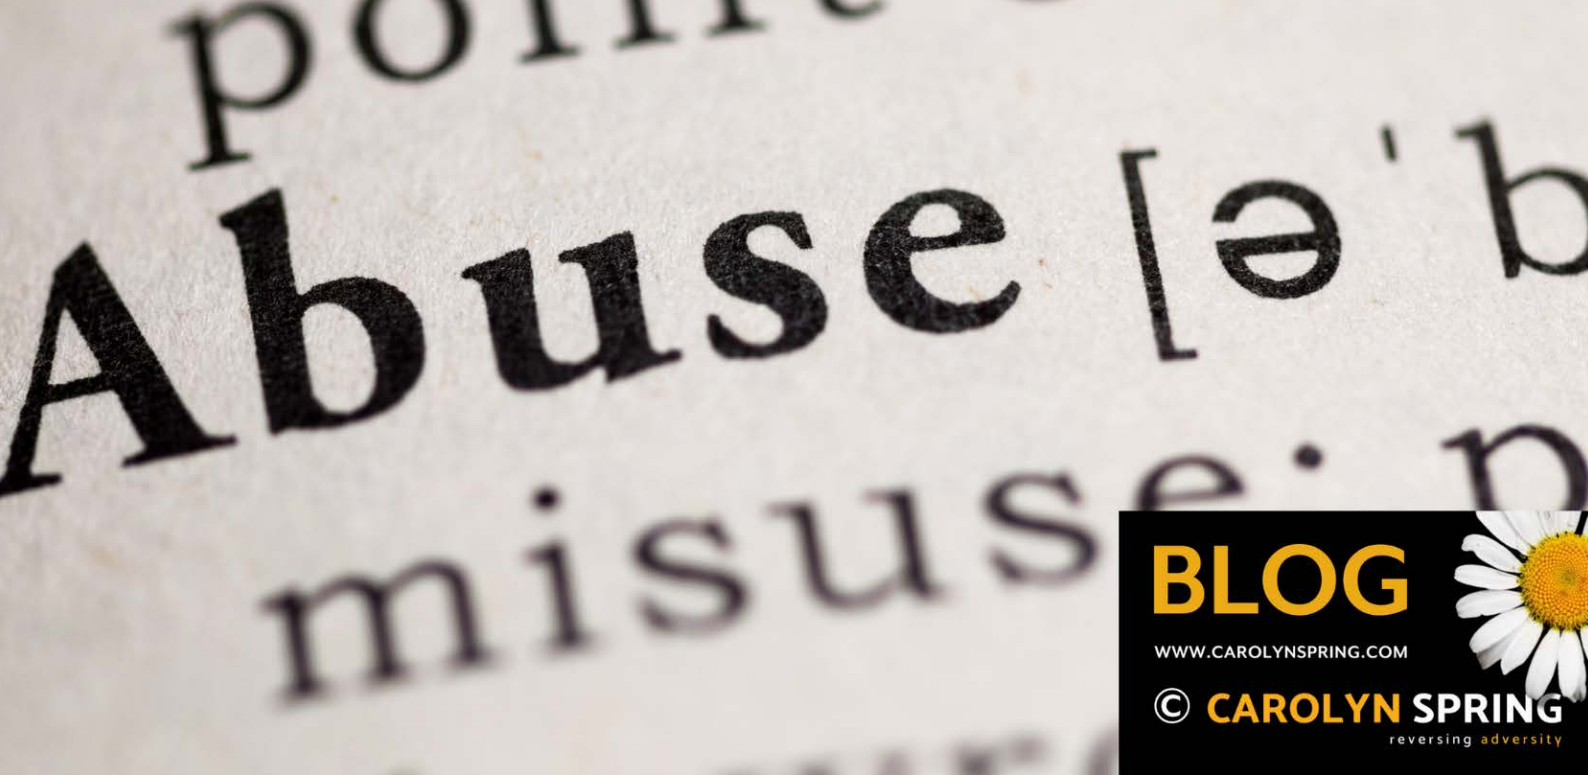 Abuse [ə'b
misuse; p
BLOG
WWW.CAROLYNSPRING.COM
© CAROLYN SPRING
reversing adversity